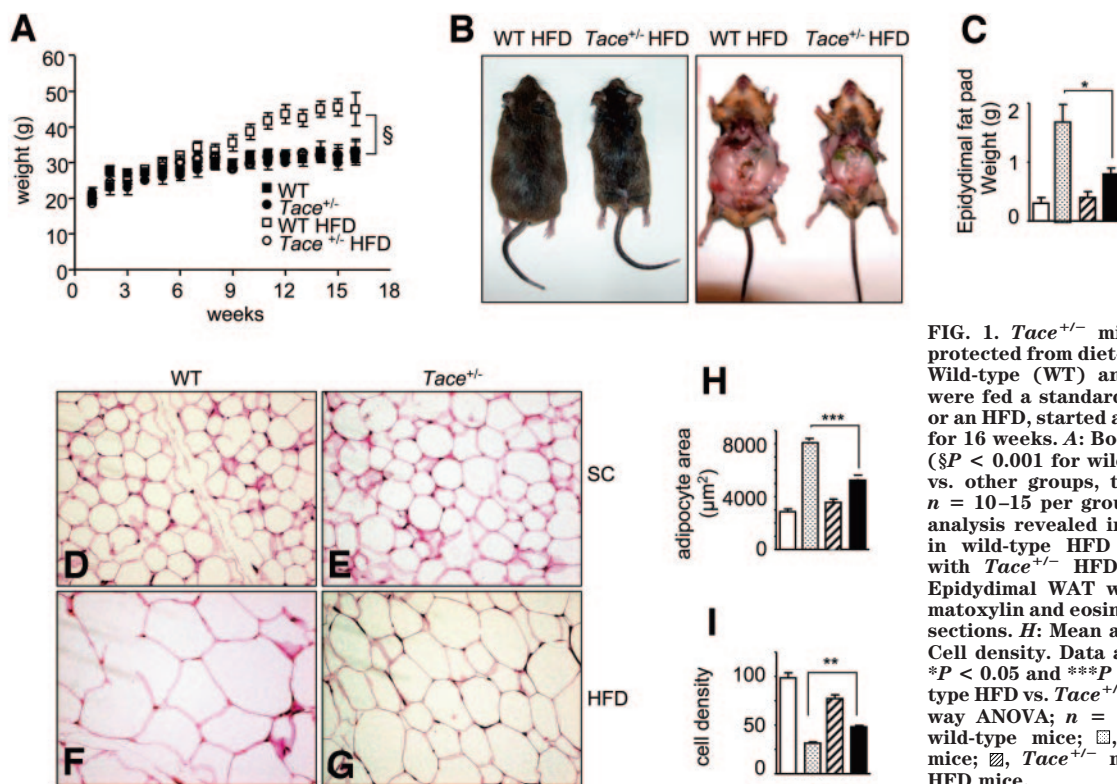 A
60
50
40
30
20
10
0
weight (g)
§
WT
Tace+/-
WT HFD
Tace +/- HFD
0 3 6 9 12 15 18
weeks
B
WT HFD Tace+/- HFD WT HFD Tace+/- HFD
C
*
2
1
0
Epidydimal fat pad
Weight (g)
WT Tace+/-
D E SC
F G HFD
H
***
8000
4000
0
adipocyte area
(μm²)
I
**
100
50
0
cell density
FIG. 1. Tace+/− mi
protected from diet
Wild-type (WT) an
were fed a standar
or an HFD, started a
for 16 weeks. A: Bo
(§P < 0.001 for wil
vs. other groups, t
n = 10–15 per grou
analysis revealed i
in wild-type HFD
with Tace+/− HFD
Epidydimal WAT w
matoxylin and eosin
sections. H: Mean a
Cell density. Data a
*P < 0.05 and ***P
type HFD vs. Tace+/
way ANOVA; n =
wild-type mice; ,
mice; , Tace+/− m
HFD mice